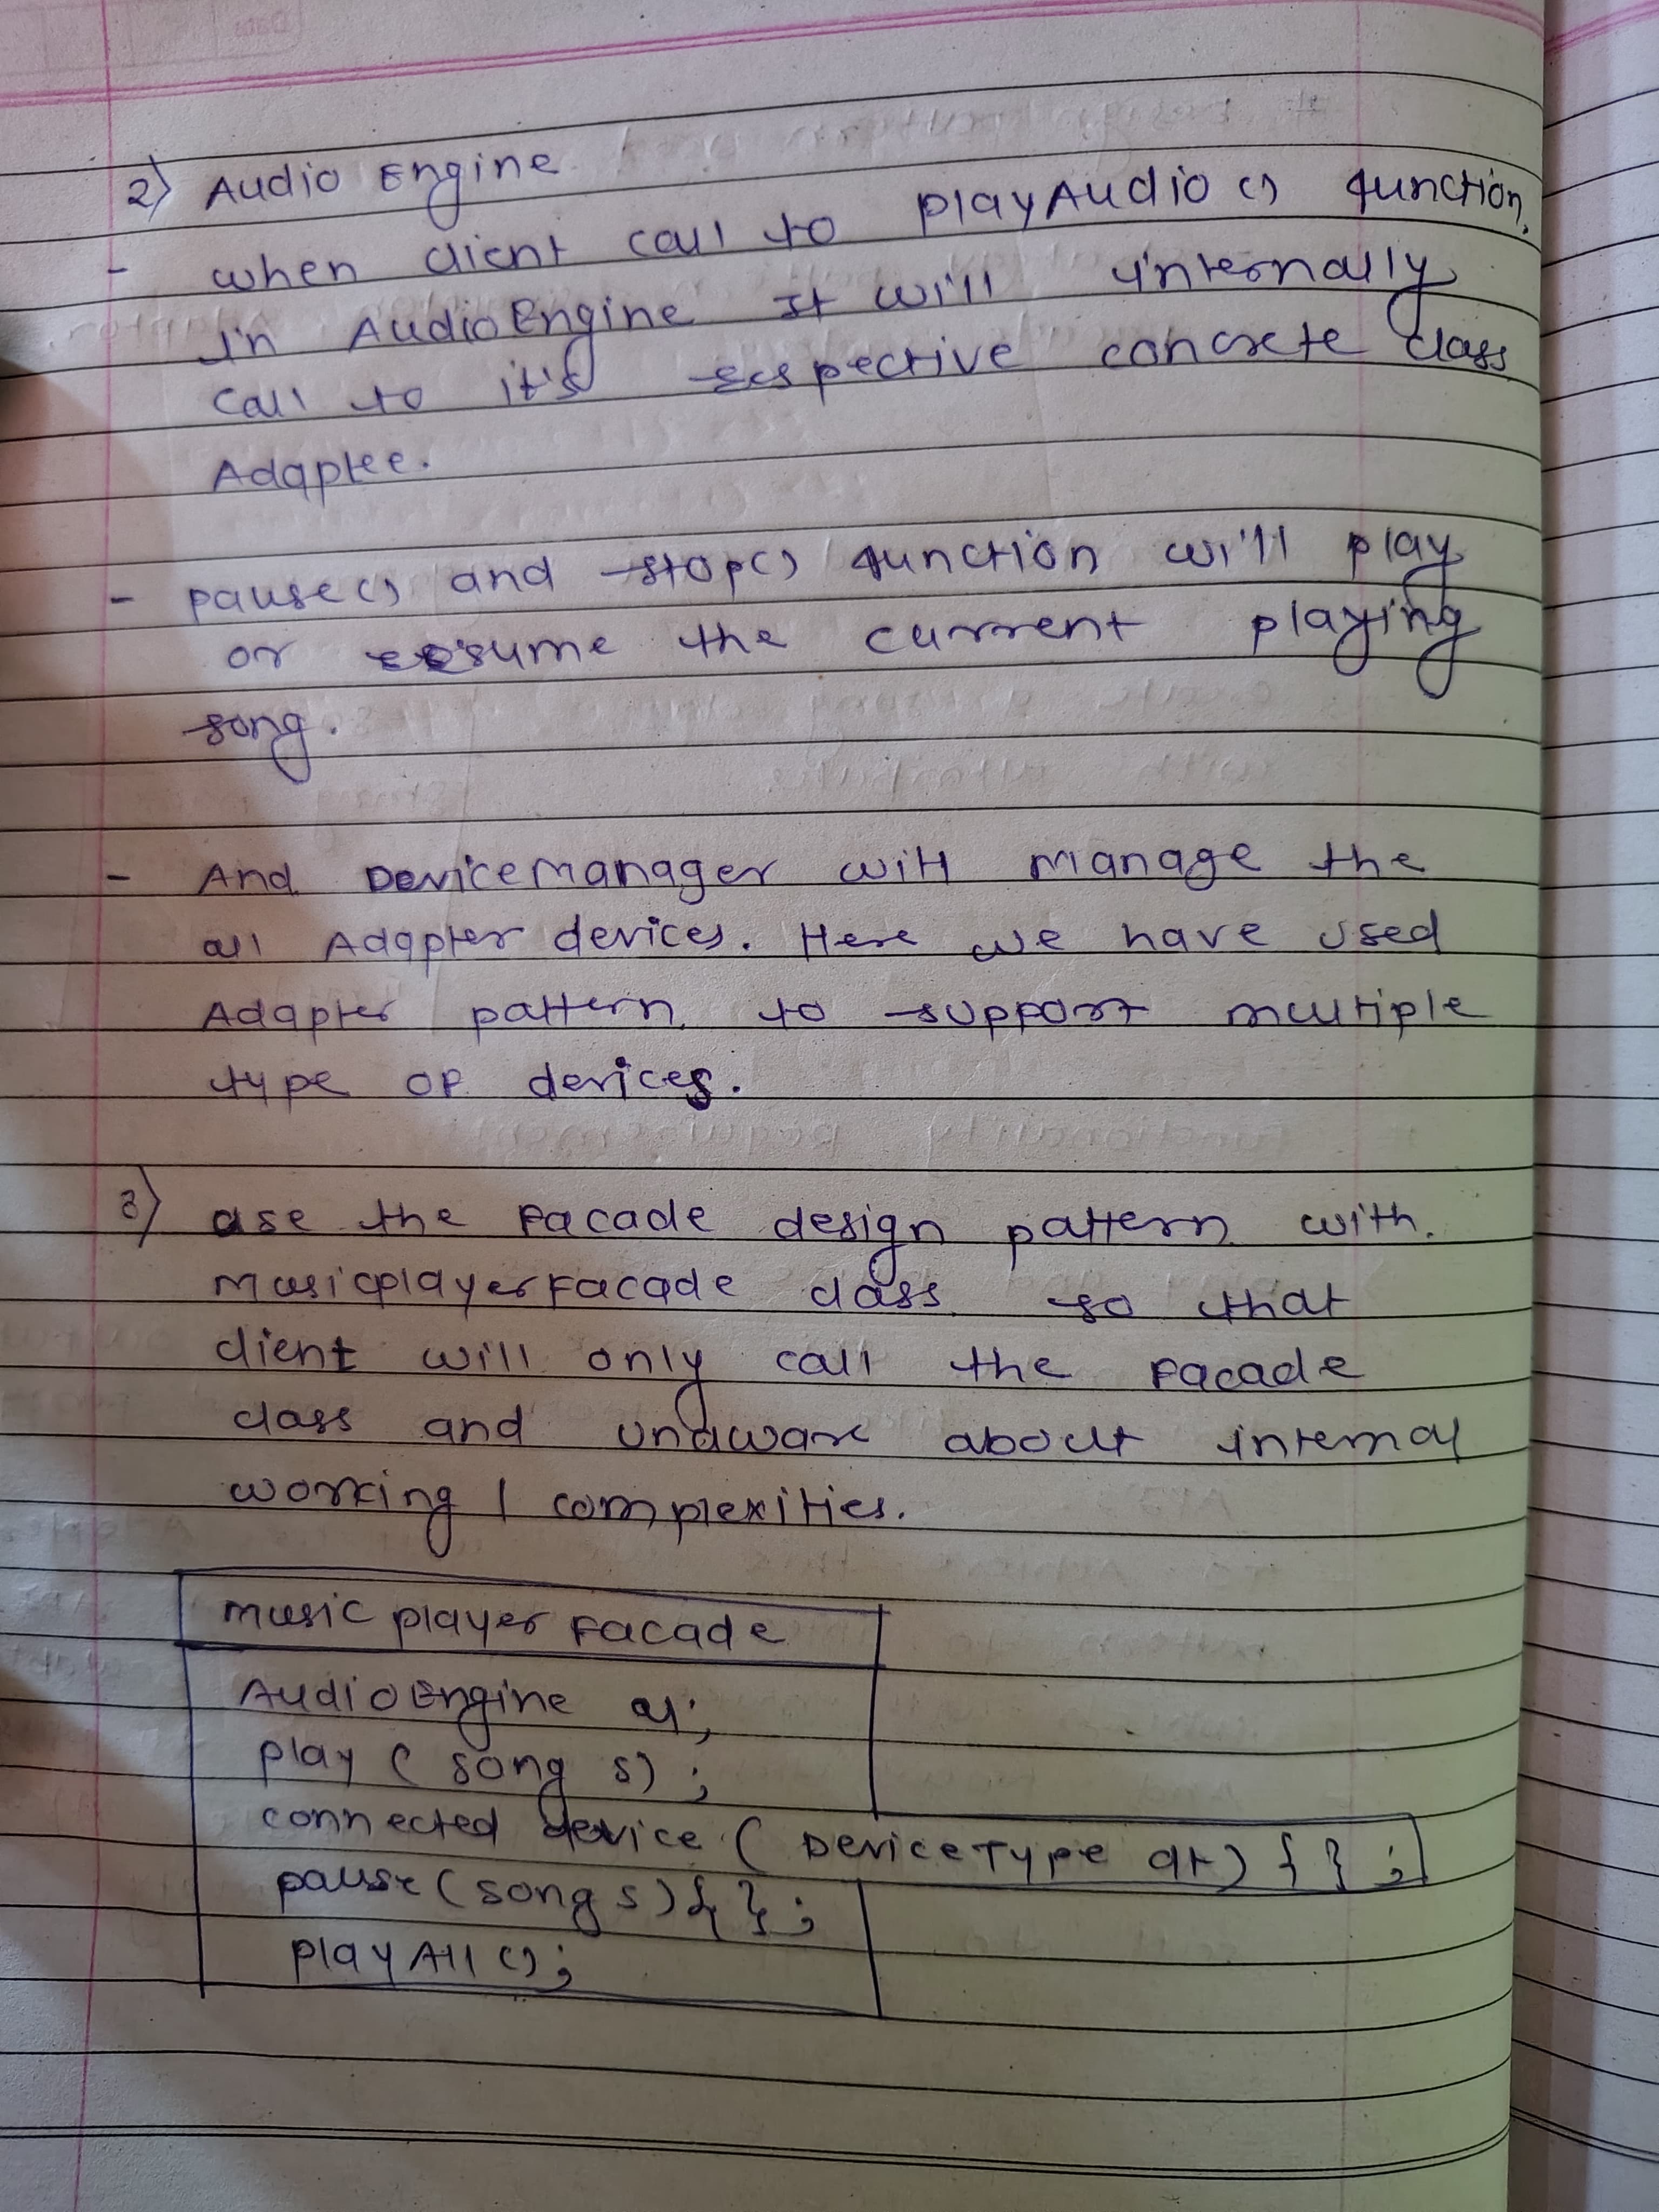 2) Audio Engine
- when client call to playAudio() function,
in AudioEngine It will internally
call to it's respective concrete class
Adaptee.
- pause() and stop() function will play
or resume the current playing
song.
- And Devicemanager will manage the
all Adapter devices. Here we have used
Adapter pattern to support multiple
type of devices.
3) use the Facade design pattern with
musicplayerFacade class so that
client will only call the Facade
class and unaware about internal
working / complexities.
music player Facade
AudioEngine
play ( song s) ;
connected device ( DeviceType dt) { } ;
pause (song s) { } ;
playAll () ;